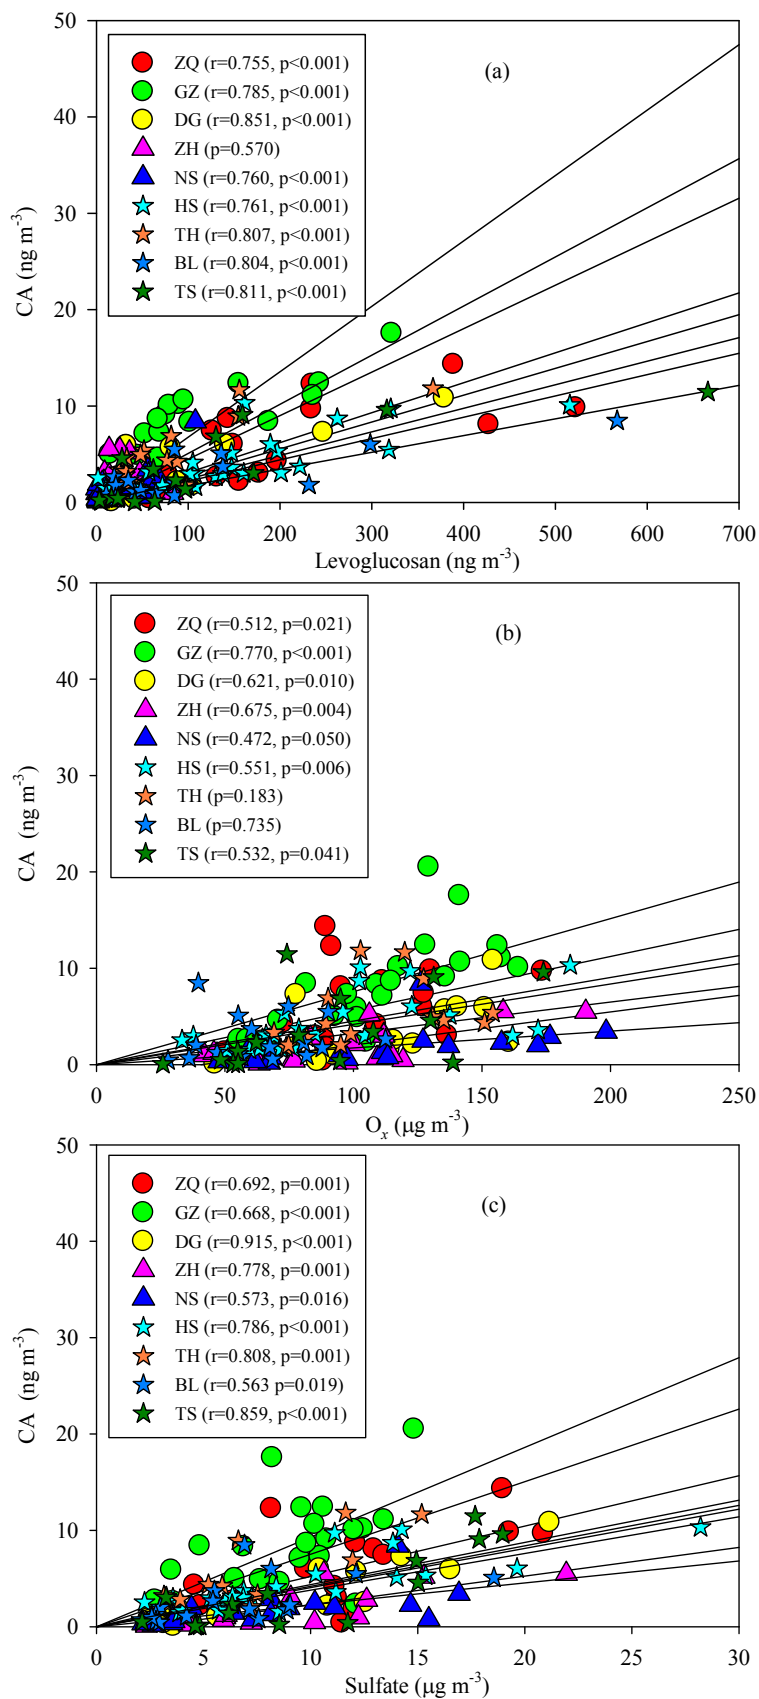 50
(a)
ZQ (r=0.755, p<0.001)
GZ (r=0.785, p<0.001)
40
DG (r=0.851, p<0.001)
ZH (p=0.570)
NS (r=0.760, p<0.001)
30
HS (r=0.761, p<0.001)
TH (r=0.807, p<0.001)
BL (r=0.804, p<0.001)
TS (r=0.811, p<0.001)
CA (ng m-3)
20
10
0
0 100 200 300 400 500 600 700
Levoglucosan (ng m-3)
50
(b)
ZQ (r=0.512, p=0.021)
GZ (r=0.770, p<0.001)
40
DG (r=0.621, p=0.010)
ZH (r=0.675, p=0.004)
NS (r=0.472, p=0.050)
30
HS (r=0.551, p=0.006)
TH (p=0.183)
BL (p=0.735)
TS (r=0.532, p=0.041)
CA (ng m-3)
20
10
0
0 50 100 150 200 250
Ox (μg m-3)
50
(c)
ZQ (r=0.692, p=0.001)
GZ (r=0.668, p<0.001)
40
DG (r=0.915, p<0.001)
ZH (r=0.778, p=0.001)
NS (r=0.573, p=0.016)
30
HS (r=0.786, p<0.001)
TH (r=0.808, p=0.001)
BL (r=0.563 p=0.019)
TS (r=0.859, p<0.001)
CA (ng m-3)
20
10
0
0 5 10 15 20 25 30
Sulfate (μg m-3)